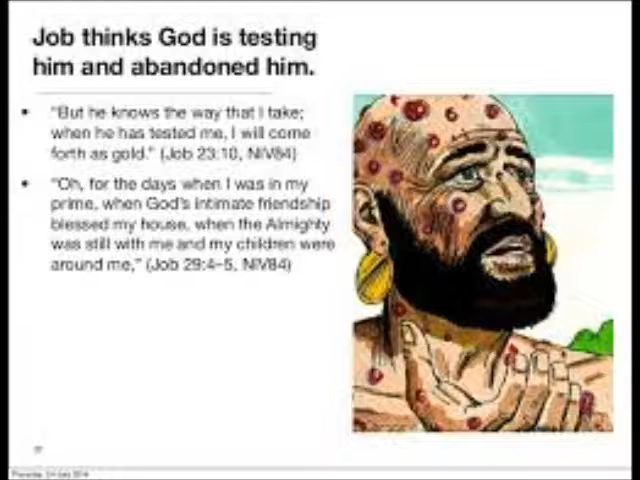 Job thinks God is testing
him and abandoned him.
• "But he knows the way that I take;
when he has tested me, I will come
forth as gold." (Job 23:10, NIV84)
• "Oh, for the days when I was in my
prime, when God's intimate friendship
blessed my house, when the Almighty
was still with me and my children were
around me," (Job 29:4–5, NIV84)